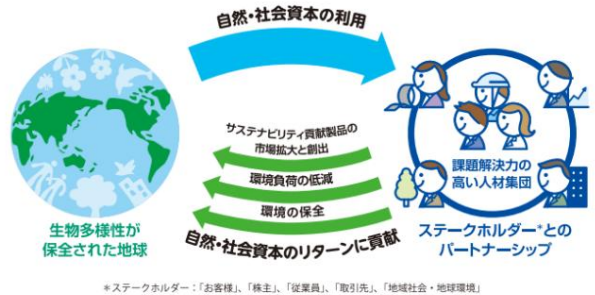 自然・社会資本の利用
サステナビリティ貢献製品の
市場拡大と創出
環境負荷の低減
環境の保全
自然・社会資本のリターンに貢献
生物多様性が
保全された地球
課題解決力の
高い人材集団
ステークホルダー*との
パートナーシップ
*ステークホルダー:「お客様」、「株主」、「従業員」、「取引先」、「地域社会・地球環境」